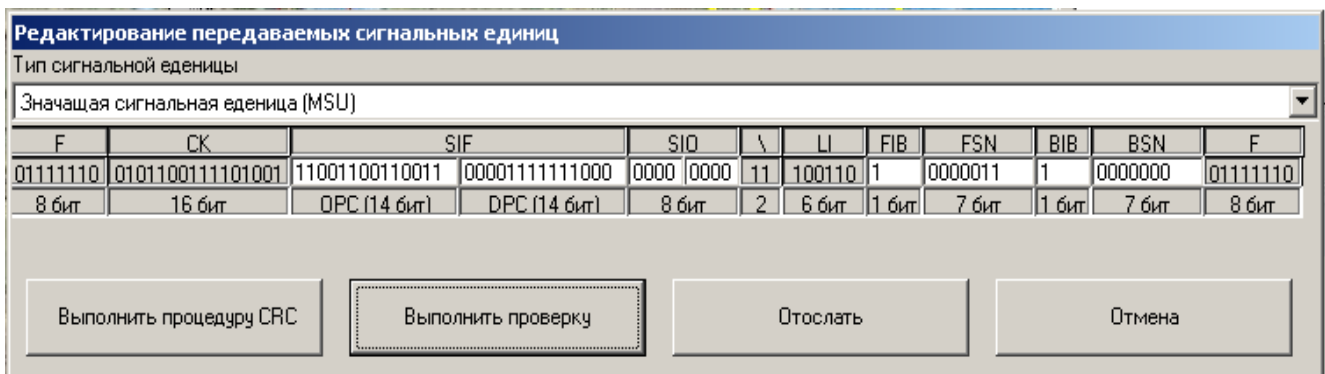 Редактирование передаваемых сигнальных единиц
Тип сигнальной еденицы
Значащая сигнальная еденица (MSU)
F CK SIF SIO \ LI FIB FSN BIB BSN F
01111110 0101100111101001 11001100110011 00001111111000 0000 0000 11 100110 1 0000011 1 0000000 01111110
8 бит 16 бит OPC (14 бит) DPC (14 бит) 8 бит 2 6 бит 1 бит 7 бит 1 бит 7 бит 8 бит
Выполнить процедуру CRC Выполнить проверку Отослать Отмена